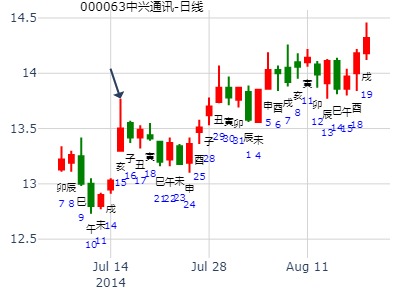 000063中兴通讯-日线
14.5
14
13.5
13
12.5
卯 辰 巳 午 未 戌 亥 子 丑 寅 巳 午 未 申 酉 子 丑 寅 卯 辰 未 申 酉 戌 亥 寅 卯 辰 巳 午 酉 戌
7 8 9 10 11 14 15 16 17 18 21 22 23 24 25 28 29 30 31 1 4 5 6 7 8 11 12 13 14 15 18 19
Jul 14 Jul 28 Aug 11
2014